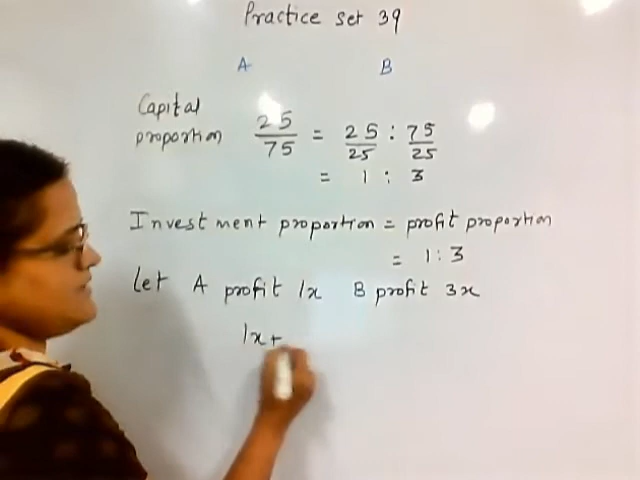 Practice set 39
A B
Capital
proportion 25/75 = 25/25 : 75/25
= 1 : 3
Investment proportion = profit proportion
= 1:3
Let A profit 1x B profit 3x
1x+